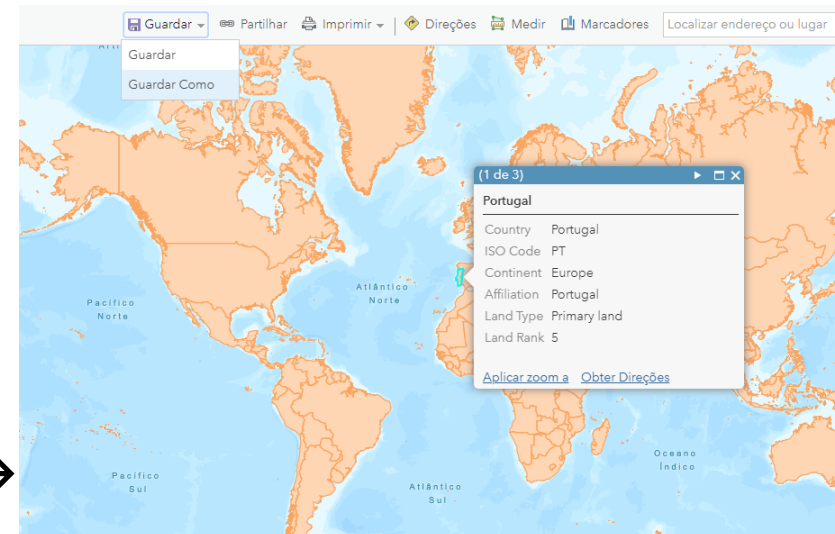 Guardar Partilhar Imprimir Direções Medir Marcadores Localizar endereço ou lugar
Guardar
Guardar Como
(1 de 3)
Portugal
Country Portugal
ISO Code PT
Continent Europe
Affiliation Portugal
Land Type Primary land
Land Rank 5
Aplicar zoom a Obter Direções
Atlântico
Norte
Pacífico
Norte
Oceano
Índico
Pacífico
Sul
Atlântico
Sul